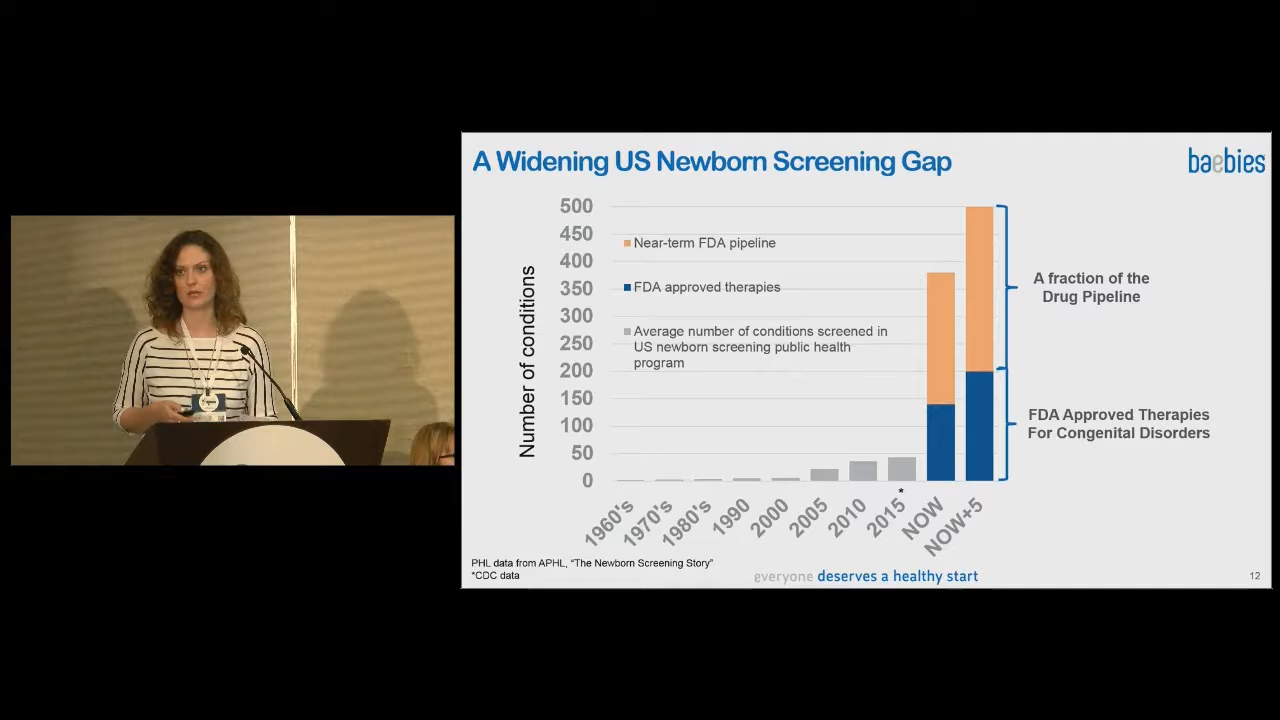 A Widening US Newborn Screening Gap
baebies
500
450
400
350
300
250
200
150
100
50
0
Number of conditions
Near-term FDA pipeline
FDA approved therapies
Average number of conditions screened in
US newborn screening public health
program
A fraction of the
Drug Pipeline
FDA Approved Therapies
For Congenital Disorders
1960's
1970's
1980's
1990
2000
2005
2010
2015
*
NOW
NOW+5
PHL data from APHL, “The Newborn Screening Story”
*CDC data
everyone deserves a healthy start
12